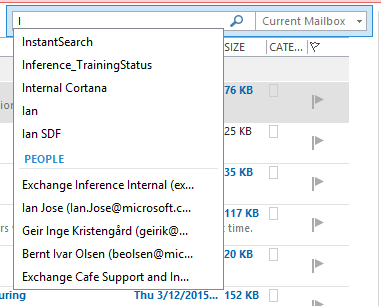 I
Current Mailbox
SIZE
CATE...
InstantSearch
Inference_TrainingStatus
Internal Cortana
Ian
Ian SDF
PEOPLE
Exchange Inference Internal (ex...
Ian Jose (Ian.Jose@microsoft.c...
Geir Inge Kristengård (geirik@...
Bernt Ivar Olsen (beolsen@mic...
Exchange Cafe Support and In...
76 KB
25 KB
35 KB
117 KB
t time.
20 KB
uring
Thu 3/12/2015...
152 KB